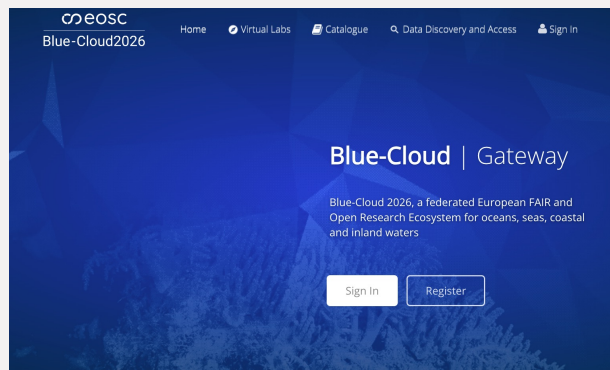 eosc
Blue-Cloud2026
Home Virtual Labs Catalogue Data Discovery and Access Sign In
Blue-Cloud | Gateway
Blue-Cloud 2026, a federated European FAIR and
Open Research Ecosystem for oceans, seas, coastal
and inland waters
Sign In Register